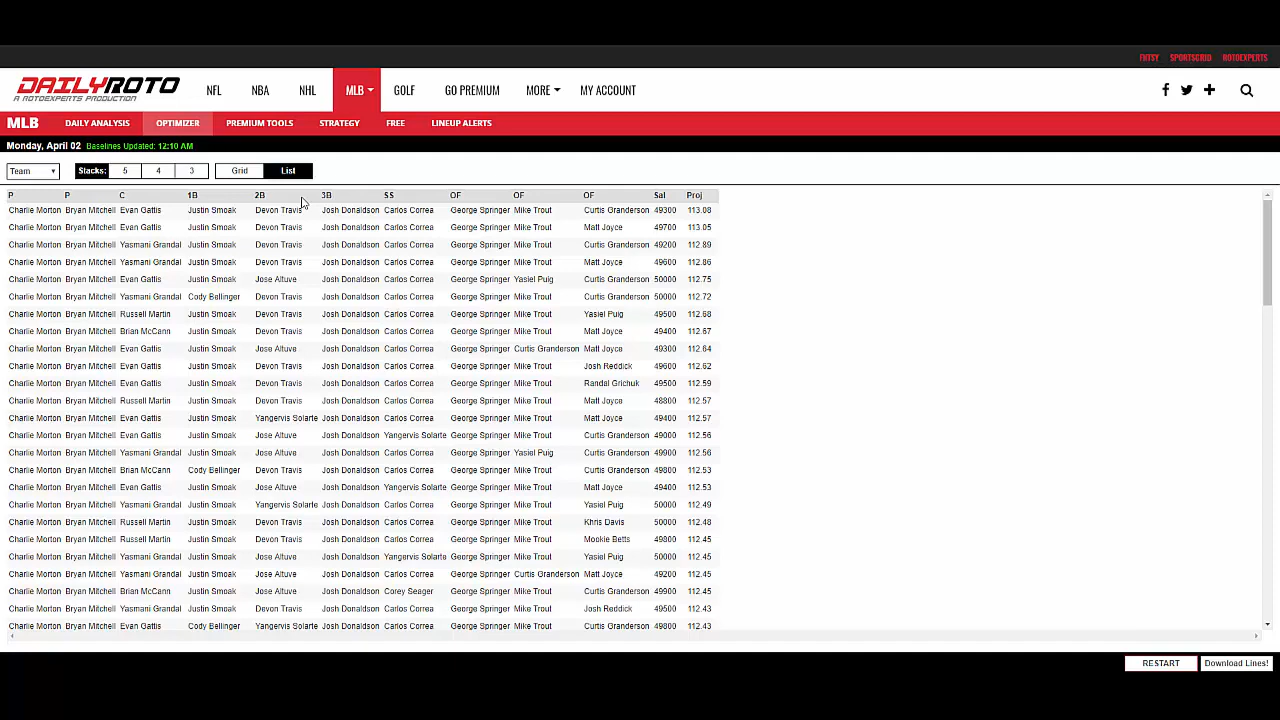 FNTSY SPORTSGRID ROTOEXPERTS
DAILYROTO
A ROTOEXPERTS PRODUCTION
NFL NBA NHL MLB GOLF GO PREMIUM MORE MY ACCOUNT
MLB DAILY ANALYSIS OPTIMIZER PREMIUM TOOLS STRATEGY FREE LINEUP ALERTS
Monday, April 02 Baselines Updated: 12:10 AM
Team Stacks: 5 4 3 Grid List
P P C 1B 2B 3B SS OF OF OF Sal Proj
Charlie Morton Bryan Mitchell Evan Gattis Justin Smoak Devon Travis Josh Donaldson Carlos Correa George Springer Mike Trout Curtis Granderson 49300 113.08
Charlie Morton Bryan Mitchell Evan Gattis Justin Smoak Devon Travis Josh Donaldson Carlos Correa George Springer Mike Trout Matt Joyce 49700 113.05
Charlie Morton Bryan Mitchell Yasmani Grandal Justin Smoak Devon Travis Josh Donaldson Carlos Correa George Springer Mike Trout Curtis Granderson 49200 112.89
Charlie Morton Bryan Mitchell Yasmani Grandal Justin Smoak Devon Travis Josh Donaldson Carlos Correa George Springer Mike Trout Matt Joyce 49600 112.86
Charlie Morton Bryan Mitchell Evan Gattis Justin Smoak Jose Altuve Josh Donaldson Carlos Correa George Springer Yasiel Puig Curtis Granderson 50000 112.75
Charlie Morton Bryan Mitchell Yasmani Grandal Cody Bellinger Devon Travis Josh Donaldson Carlos Correa George Springer Mike Trout Curtis Granderson 50000 112.72
Charlie Morton Bryan Mitchell Russell Martin Justin Smoak Devon Travis Josh Donaldson Carlos Correa George Springer Mike Trout Yasiel Puig 49500 112.68
Charlie Morton Bryan Mitchell Brian McCann Justin Smoak Devon Travis Josh Donaldson Carlos Correa George Springer Mike Trout Matt Joyce 49400 112.67
Charlie Morton Bryan Mitchell Evan Gattis Justin Smoak Jose Altuve Josh Donaldson Carlos Correa George Springer Curtis Granderson Matt Joyce 49300 112.64
Charlie Morton Bryan Mitchell Evan Gattis Justin Smoak Devon Travis Josh Donaldson Carlos Correa George Springer Mike Trout Josh Reddick 49600 112.62
Charlie Morton Bryan Mitchell Evan Gattis Justin Smoak Devon Travis Josh Donaldson Carlos Correa George Springer Mike Trout Randal Grichuk 49500 112.59
Charlie Morton Bryan Mitchell Russell Martin Justin Smoak Devon Travis Josh Donaldson Carlos Correa George Springer Mike Trout Matt Joyce 48800 112.57
Charlie Morton Bryan Mitchell Evan Gattis Justin Smoak Yangervis Solarte Josh Donaldson Carlos Correa George Springer Mike Trout Matt Joyce 49400 112.57
Charlie Morton Bryan Mitchell Evan Gattis Justin Smoak Jose Altuve Josh Donaldson Yangervis Solarte George Springer Mike Trout Curtis Granderson 49000 112.56
Charlie Morton Bryan Mitchell Yasmani Grandal Justin Smoak Jose Altuve Josh Donaldson Carlos Correa George Springer Yasiel Puig Curtis Granderson 49900 112.56
Charlie Morton Bryan Mitchell Brian McCann Cody Bellinger Devon Travis Josh Donaldson Carlos Correa George Springer Mike Trout Curtis Granderson 49800 112.53
Charlie Morton Bryan Mitchell Evan Gattis Justin Smoak Jose Altuve Josh Donaldson Yangervis Solarte George Springer Mike Trout Matt Joyce 49400 112.53
Charlie Morton Bryan Mitchell Yasmani Grandal Justin Smoak Yangervis Solarte Josh Donaldson Carlos Correa George Springer Mike Trout Yasiel Puig 50000 112.49
Charlie Morton Bryan Mitchell Russell Martin Justin Smoak Devon Travis Josh Donaldson Carlos Correa George Springer Mike Trout Khris Davis 50000 112.48
Charlie Morton Bryan Mitchell Russell Martin Justin Smoak Devon Travis Josh Donaldson Carlos Correa George Springer Mike Trout Mookie Betts 49800 112.45
Charlie Morton Bryan Mitchell Yasmani Grandal Justin Smoak Jose Altuve Josh Donaldson Yangervis Solarte George Springer Mike Trout Yasiel Puig 50000 112.45
Charlie Morton Bryan Mitchell Yasmani Grandal Justin Smoak Jose Altuve Josh Donaldson Carlos Correa George Springer Curtis Granderson Matt Joyce 49200 112.45
Charlie Morton Bryan Mitchell Brian McCann Justin Smoak Jose Altuve Josh Donaldson Corey Seager George Springer Mike Trout Curtis Granderson 49900 112.45
Charlie Morton Bryan Mitchell Yasmani Grandal Justin Smoak Devon Travis Josh Donaldson Carlos Correa George Springer Mike Trout Josh Reddick 49500 112.43
Charlie Morton Bryan Mitchell Evan Gattis Cody Bellinger Yangervis Solarte Josh Donaldson Carlos Correa George Springer Mike Trout Curtis Granderson 49800 112.43
RESTART Download Lines!